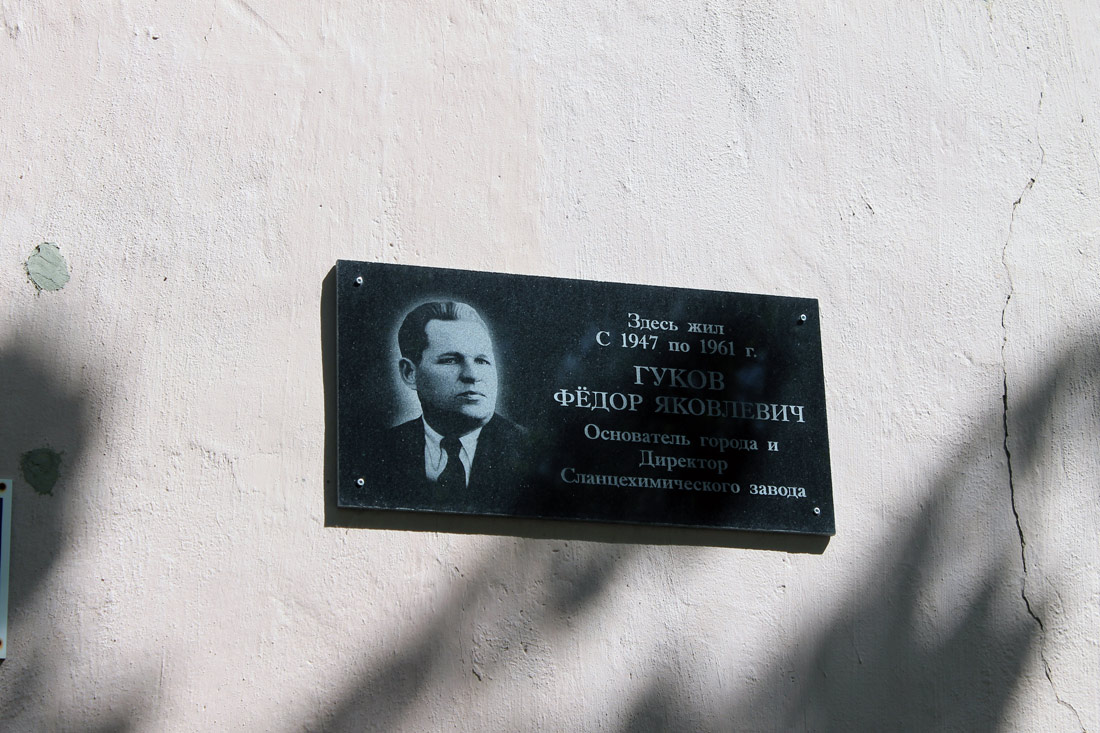 Здесь жил
С 1947 по 1961 г.
ГУКОВ
ФЁДОР ЯКОВЛЕВИЧ
Основатель города и
Директор
Сланцехимического завода